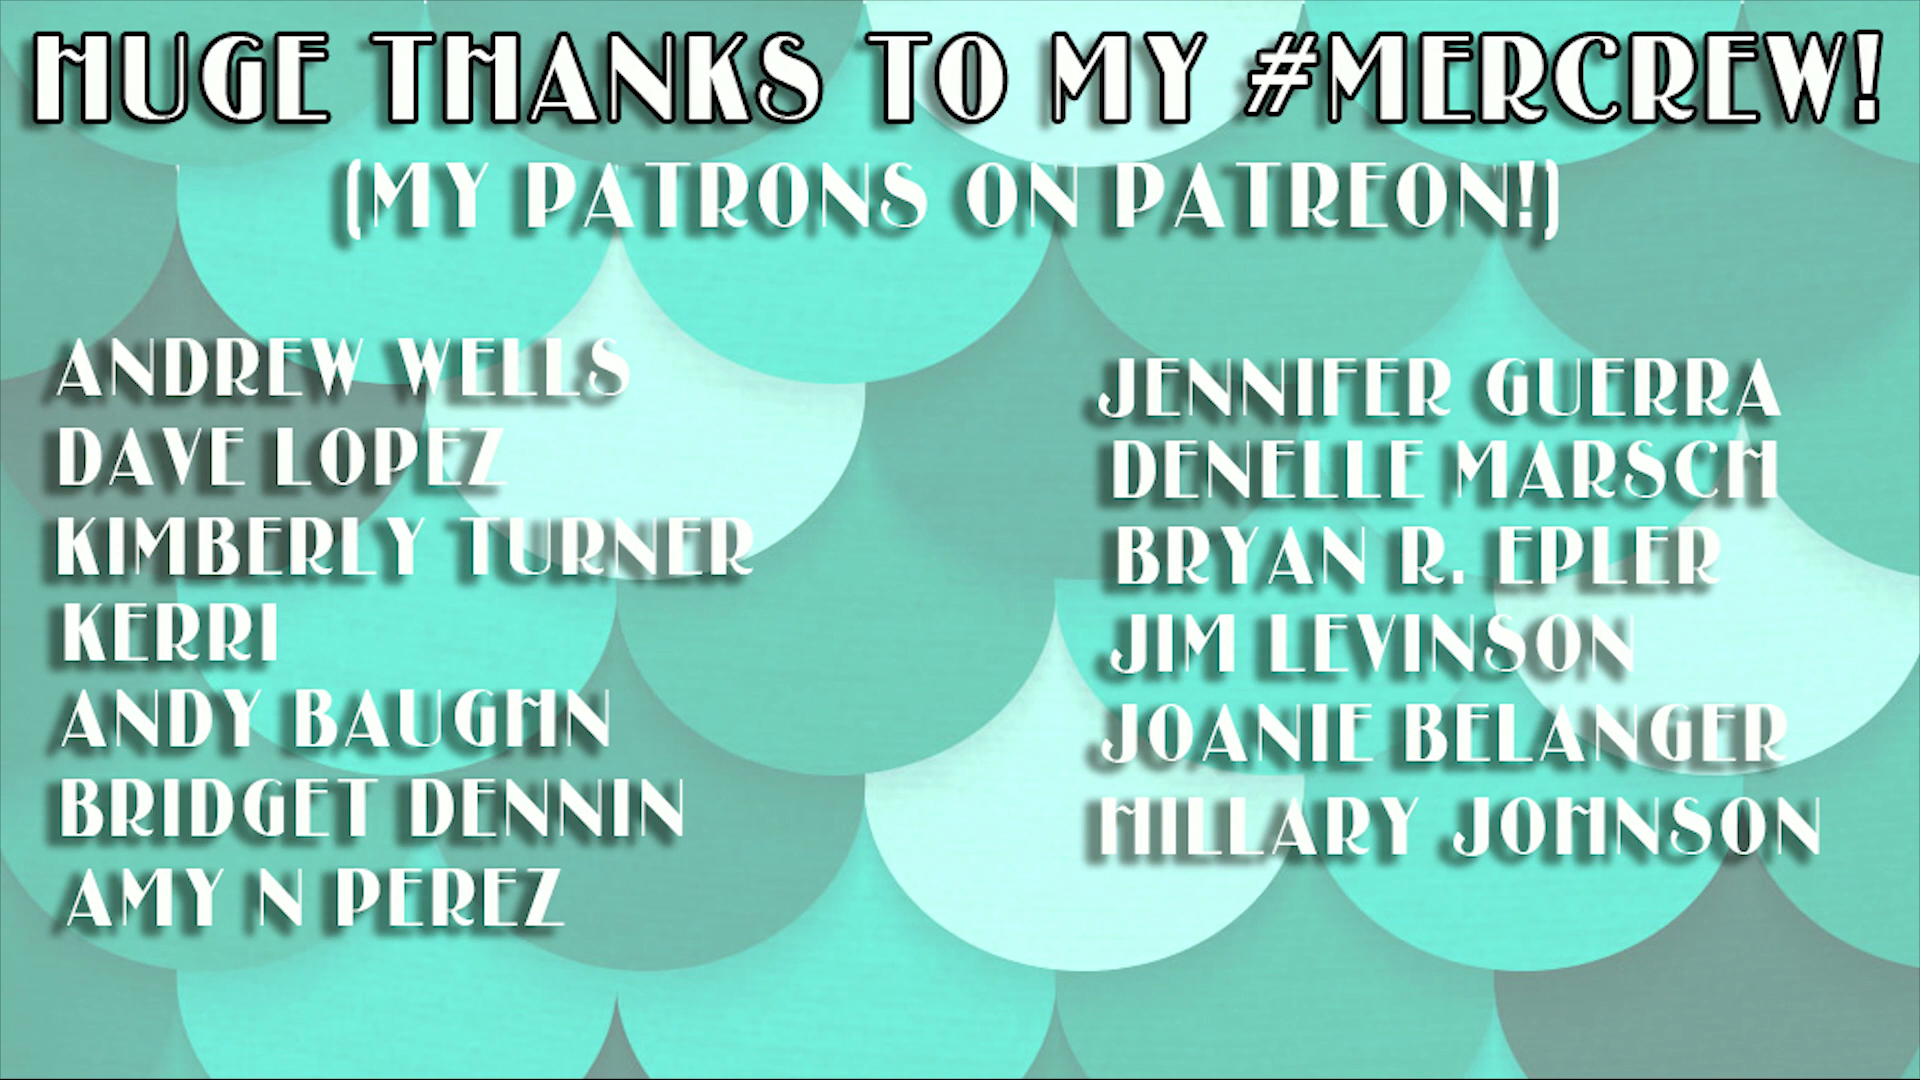 HUGE THANKS TO MY #MERCREW!
(MY PATRONS ON PATREON!)
ANDREW WELLS
DAVE LOPEZ
KIMBERLY TURNER
KERRI
ANDY BAUGHN
BRIDGET DENNIN
AMY N PEREZ
JENNIFER GUERRA
DENELLE MARSCH
BRYAN R. EPLER
JIM LEVINSON
JOANIE BELANGER
HILLARY JOHNSON